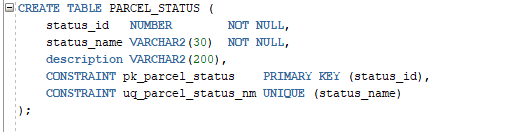 CREATE TABLE PARCEL_STATUS (
    status_id   NUMBER        NOT NULL,
    status_name VARCHAR2(30)  NOT NULL,
    description VARCHAR2(200),
    CONSTRAINT pk_parcel_status    PRIMARY KEY (status_id),
    CONSTRAINT uq_parcel_status_nm UNIQUE (status_name)
);